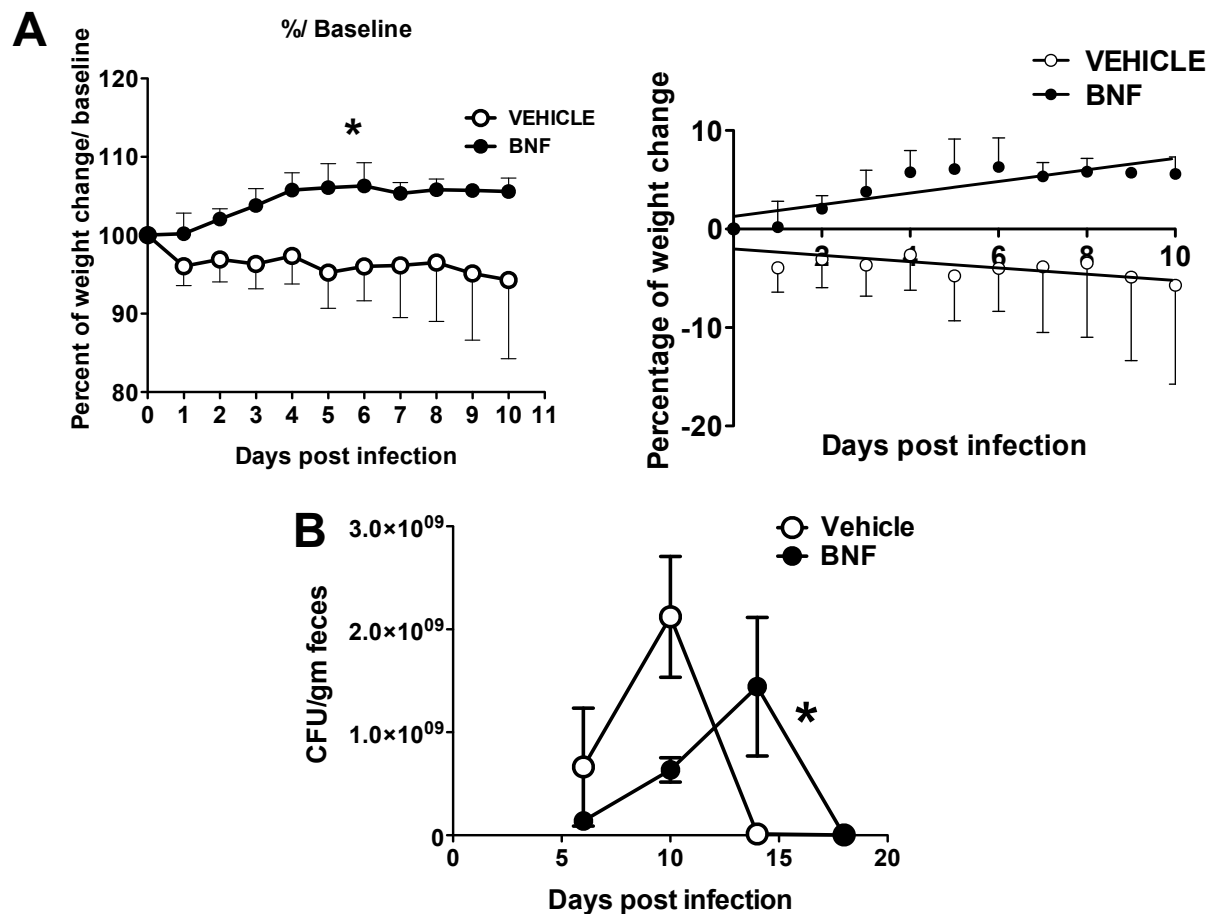 A
%/ Baseline
Percent of weight change/ baseline
120
110
100
90
80
*
VEHICLE
BNF
0 1 2 3 4 5 6 7 8 9 10 11
Days post infection
VEHICLE
BNF
Percentage of weight change
10
0
-10
-20
2 4 6 8 10
Days post infection
B
Vehicle
BNF
CFU/gm feces
3.0×10⁰⁹
2.0×10⁰⁹
1.0×10⁰⁹
0
*
0 5 10 15 20
Days post infection